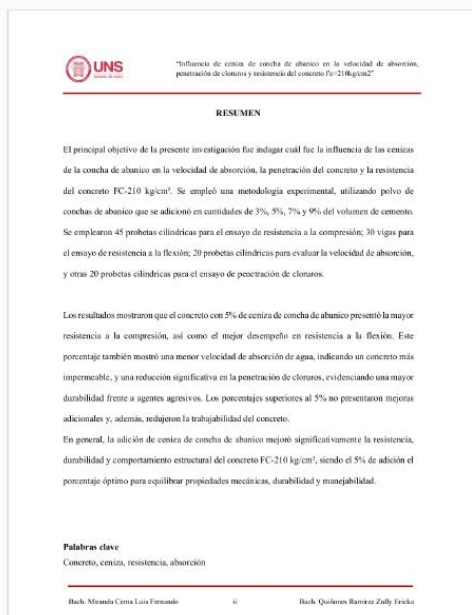 UNS
"Influencia de ceniza de concha de abanico en la velocidad de absorción,
penetración de cloruros y resistencia del concreto f'c=210kg/cm2"
RESUMEN
El principal objetivo de la presente investigación fue indagar cuál fue la influencia de las cenizas
de la concha de abanico en la velocidad de absorción, la penetración del concreto y la resistencia
del concreto FC-210 kg/cm². Se empleó una metodología experimental, utilizando polvo de
conchas de abanico que se adicionó en cantidades de 3%, 5%, 7% y 9% del volumen de cemento.
Se emplearon 45 probetas cilíndricas para el ensayo de resistencia a la compresión; 30 vigas para
el ensayo de resistencia a la flexión; 20 probetas cilíndricas para evaluar la velocidad de absorción,
y otras 20 probetas cilíndricas para el ensayo de penetración de cloruros.
Los resultados mostraron que el concreto con 5% de ceniza de concha de abanico presentó la mayor
resistencia a la compresión, así como el mejor desempeño en resistencia a la flexión. Este
porcentaje también mostró una menor velocidad de absorción de agua, indicando un concreto más
impermeable, y una reducción significativa en la penetración de cloruros, evidenciando una mayor
durabilidad frente a agentes agresivos. Los porcentajes superiores al 5% no presentaron mejoras
adicionales y, además, redujeron la trabajabilidad del concreto.
En general, la adición de ceniza de concha de abanico mejoró significativamente la resistencia,
durabilidad y comportamiento estructural del concreto FC-210 kg/cm², siendo el 5% de adición el
porcentaje óptimo para equilibrar propiedades mecánicas, durabilidad y manejabilidad.
Palabras clave
Concreto, ceniza, resistencia, absorción
Bach. Miranda Cerna Luis Fernando ii Bach. Quiñones Ramírez Zully Ericka